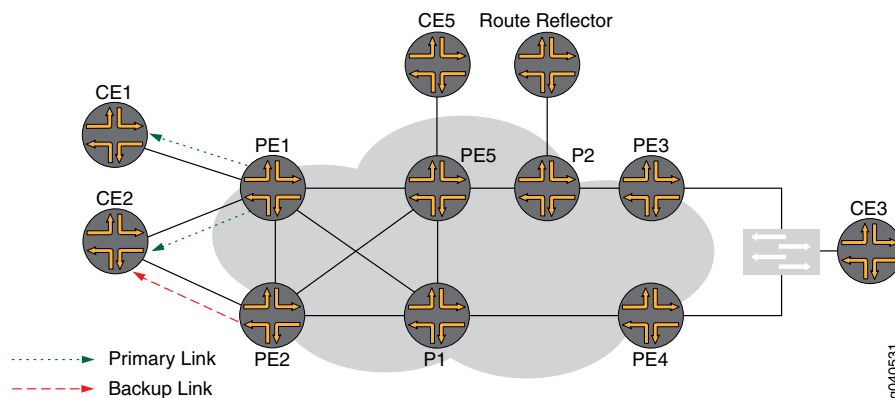 CE5
Route Reflector
CE1
PE1
PE5
P2
PE3
CE2
CE3
PE2
P1
PE4
Primary Link
Backup Link
g040531